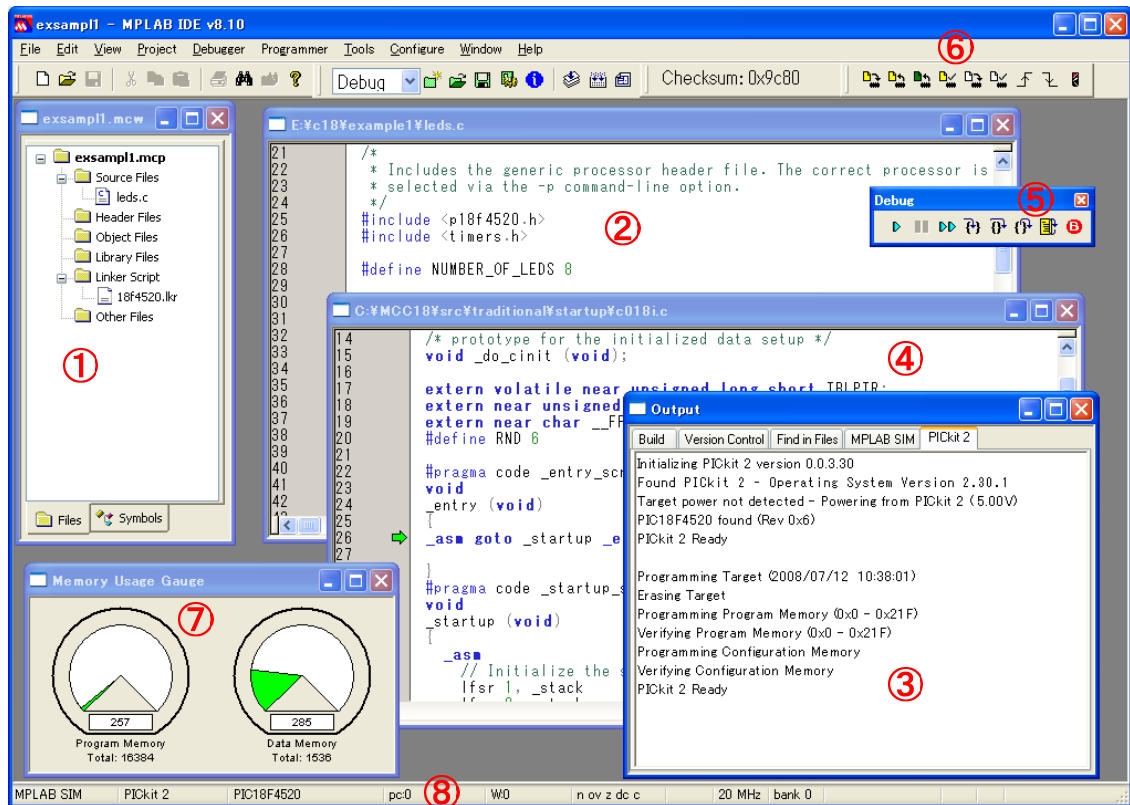 exsampl1 - MPLAB IDE v8.10
File Edit View Project Debugger Programmer Tools Configure Window Help
⑥
Debug
Checksum: 0x9c80
exsampl1.mcw
exsampl1.mcp
Source Files
leds.c
Header Files
Object Files
Library Files
Linker Script
18f4520.lkr
Other Files
①
Files Symbols
E:¥c18¥example1¥leds.c
21 /*
22 * Includes the generic processor header file. The correct processor is
23 * selected via the -p command-line option.
24 */
25 #include <p18f4520.h>
26 #include <timers.h>
27
28 #define NUMBER_OF_LEDS 8
29
30
31
32
33
34
35
36
37
38
39
40
41
42
②
Debug
⑤
C:¥MCC18¥src¥traditional¥startup¥c018i.c
14 /* prototype for the initialized data setup */
15 void _do_cinit (void);
16
17 extern volatile near unsigned long short TBLPTR;
18 extern near unsigned
19 extern near char __FP
20 #define RND 6
21
22 #pragma code _entry_scn
23 void
24 _entry (void)
25 {
26 _asm goto _startup _e
27
}
#pragma code _startup_s
void
_startup (void)
{
_asm
// Initialize the s
lfsr 1, _stack
④
Output
Build Version Control Find in Files MPLAB SIM PICkit 2
Initializing PICkit 2 version 0.0.3.30
Found PICkit 2 - Operating System Version 2.30.1
Target power not detected - Powering from PICkit 2 (5.00V)
PIC18F4520 found (Rev 0x6)
PICkit 2 Ready
Programming Target (2008/07/12 10:38:01)
Erasing Target
Programming Program Memory (0x0 - 0x21F)
Verifying Program Memory (0x0 - 0x21F)
Programming Configuration Memory
Verifying Configuration Memory
PICkit 2 Ready
③
Memory Usage Gauge
⑦
257
Program Memory
Total: 16384
285
Data Memory
Total: 1536
MPLAB SIM PICkit 2 PIC18F4520 pc:0 ⑧ W:0 n ov z dc c 20 MHz bank 0